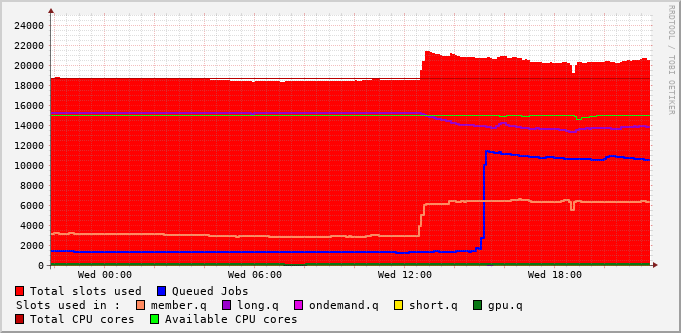 RRDTOOL / TOBI OETIKER
24000
22000
20000
18000
16000
14000
12000
10000
8000
6000
4000
2000
0
Wed 00:00 Wed 06:00 Wed 12:00 Wed 18:00
Total slots used Queued Jobs
Slots used in : member.q long.q ondemand.q short.q gpu.q
Total CPU cores Available CPU cores